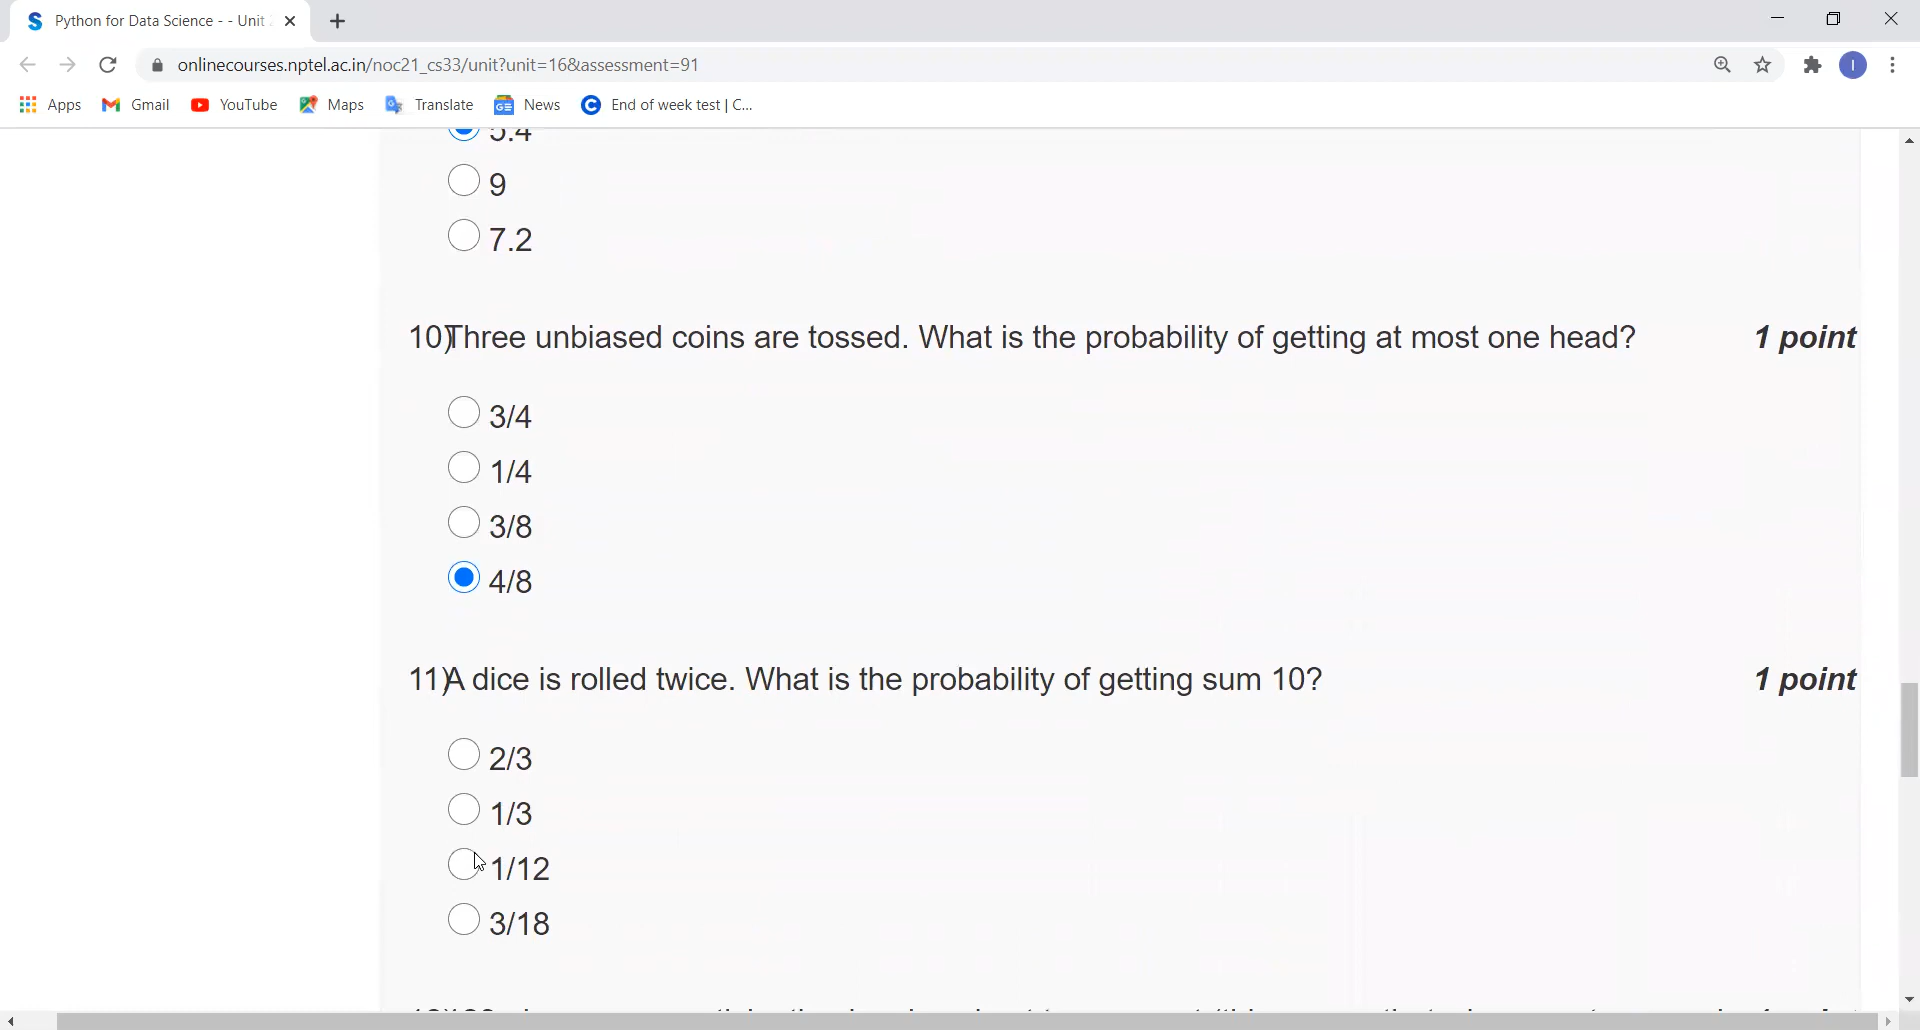 Python for Data Science - - Unit
onlinecourses.nptel.ac.in/noc21_cs33/unit?unit=16&assessment=91
I
Apps Gmail YouTube Maps Translate News End of week test | C...
5.4
9
7.2
10)Three unbiased coins are tossed. What is the probability of getting at most one head? 1 point
3/4
1/4
3/8
4/8
11)A dice is rolled twice. What is the probability of getting sum 10? 1 point
2/3
1/3
1/12
3/18